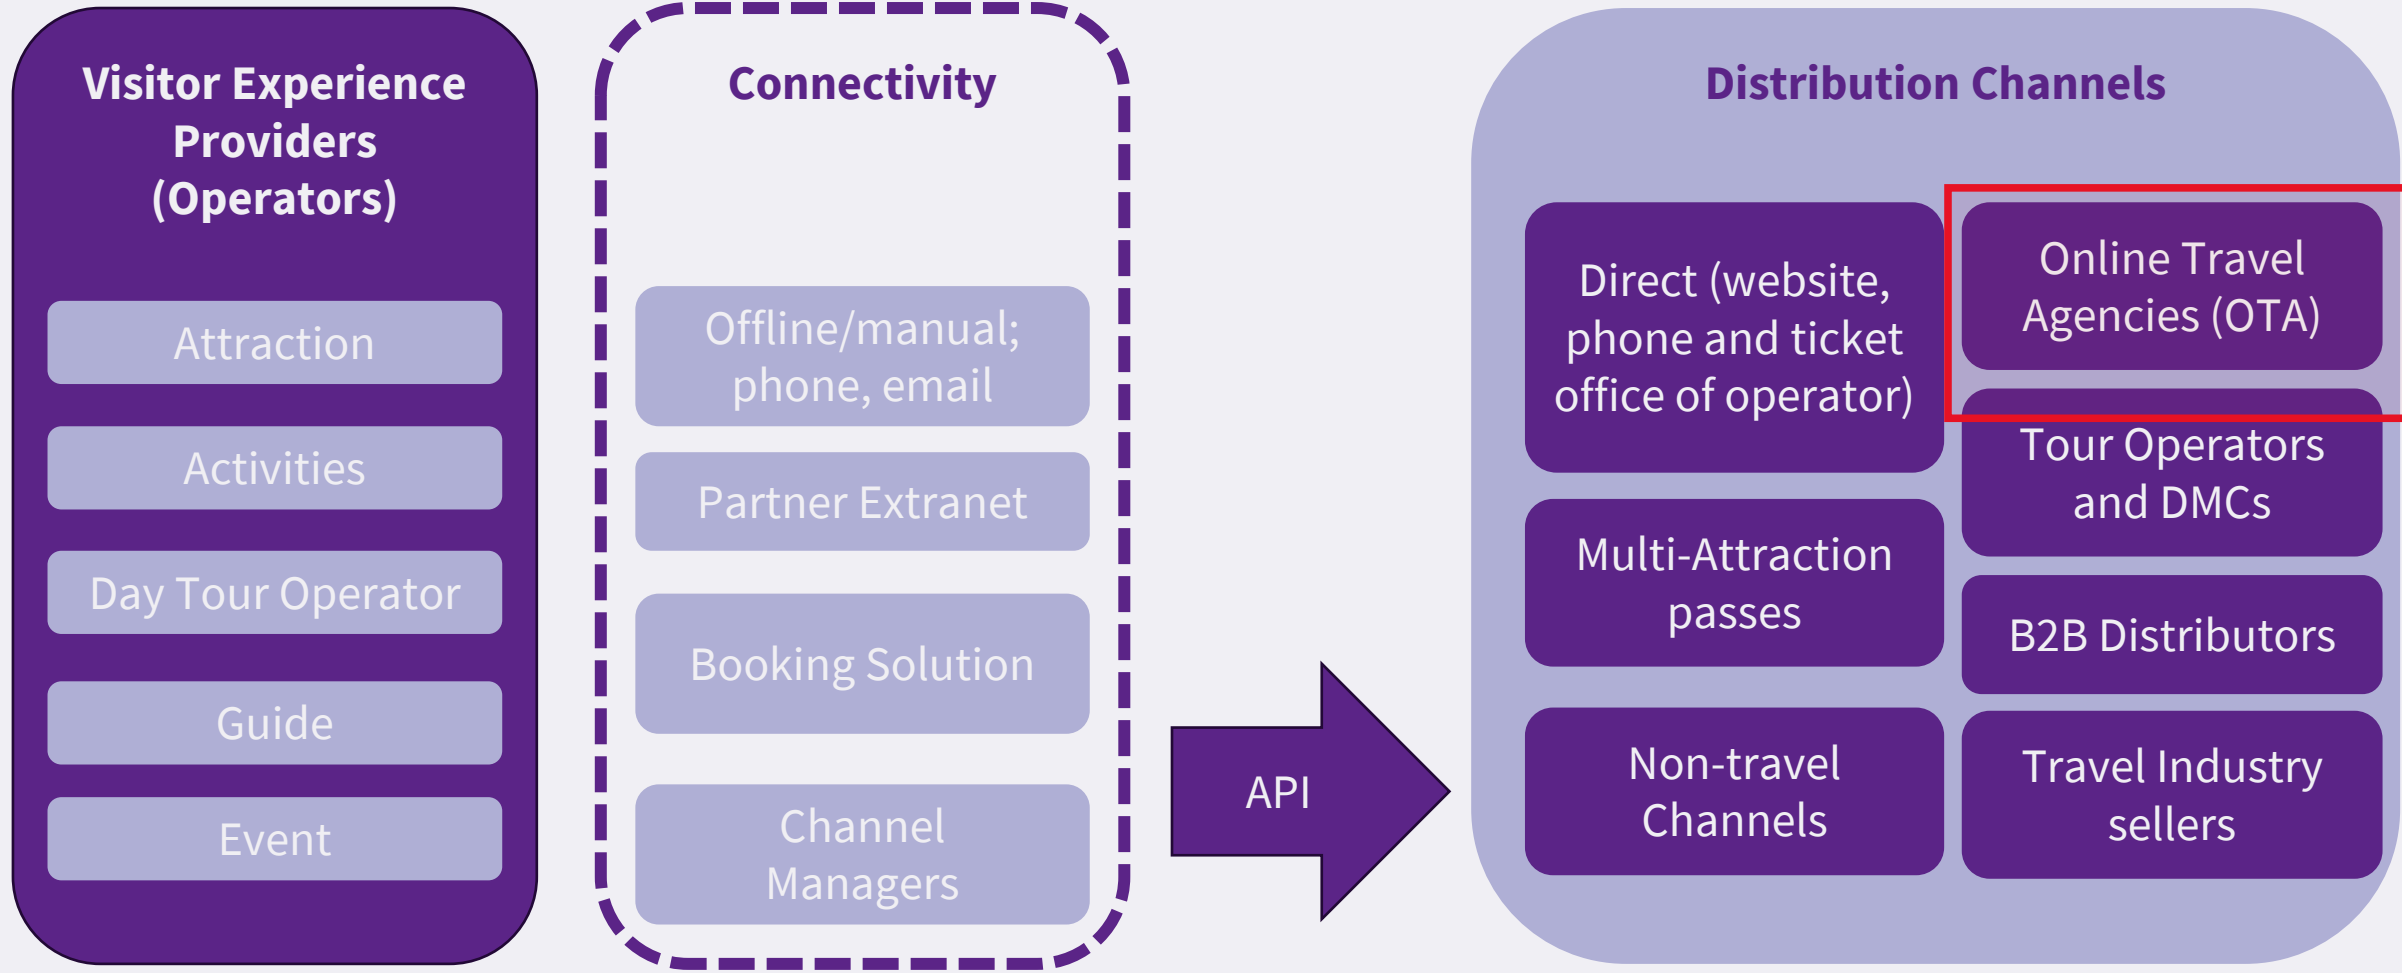 Visitor Experience
Providers
(Operators)
Attraction
Activities
Day Tour Operator
Guide
Event
Connectivity
Offline/manual;
phone, email
Partner Extranet
Booking Solution
Channel
Managers
API
Distribution Channels
Direct (website,
phone and ticket
office of operator)
Multi-Attraction
passes
Non-travel
Channels
Online Travel
Agencies (OTA)
Tour Operators
and DMCs
B2B Distributors
Travel Industry
sellers